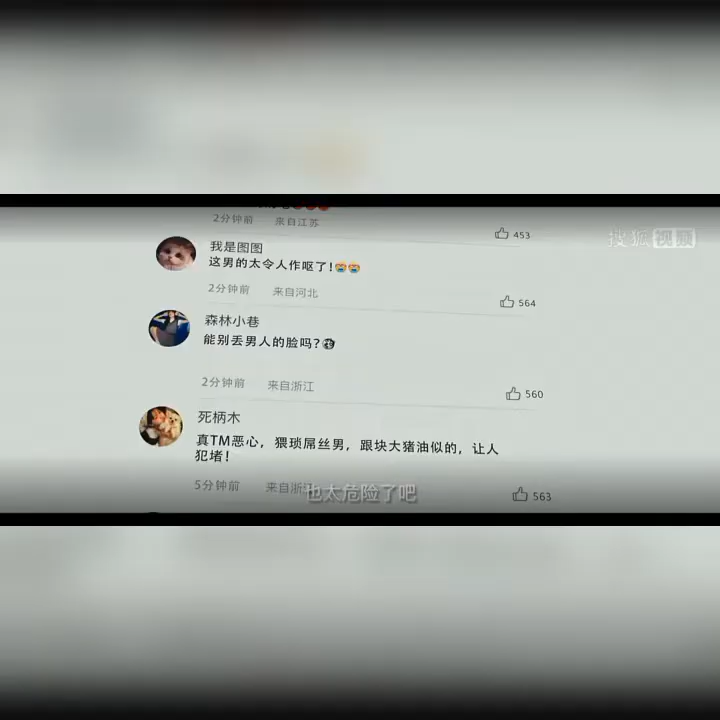 2分钟前 来自江苏
453
搜狐视频
我是图图
这男的太令人作呕了!😭😭
2分钟前 来自河北
564
森林小巷
能别丢男人的脸吗?
2分钟前 来自浙江
560
死柄木
真TM恶心，猥琐屌丝男，跟块大猪油似的，让人
犯堵!
5分钟前 来自浙江
563
也太危险了吧